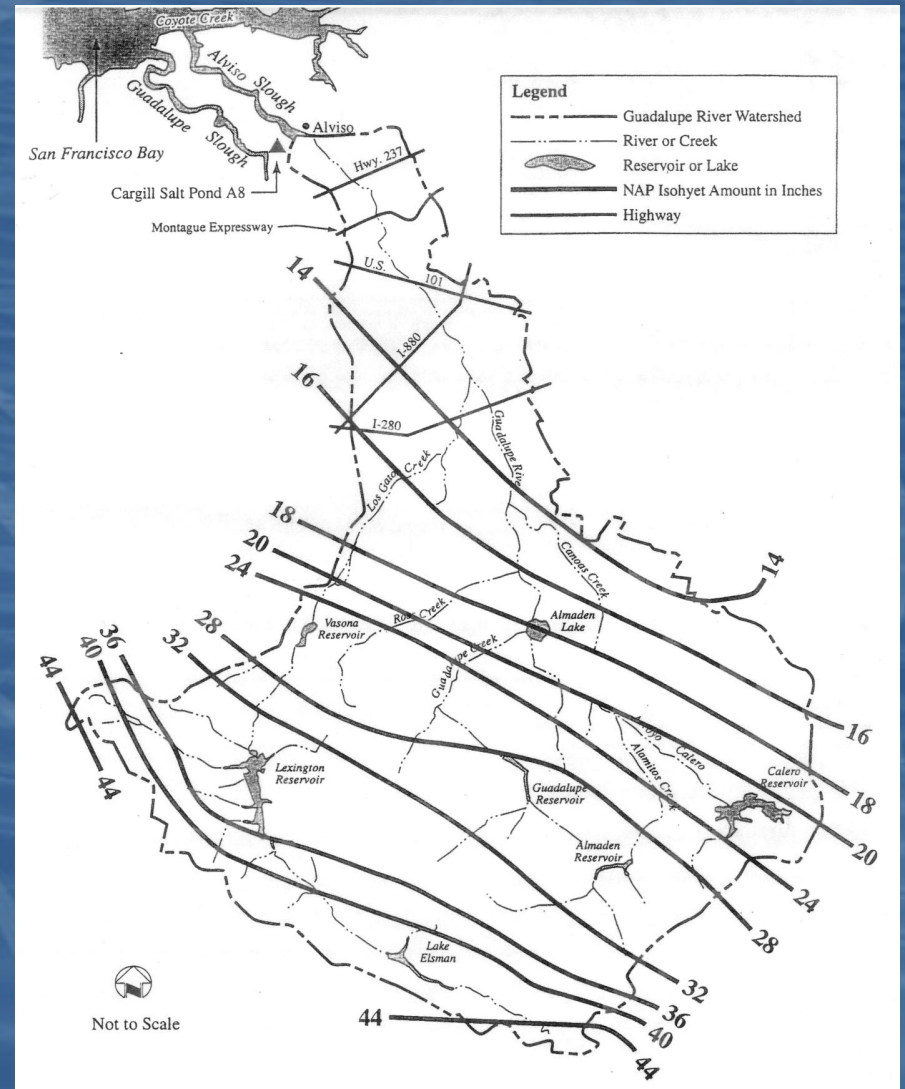 Coyote Creek
Alviso Slough
Guadalupe Slough
Alviso
San Francisco Bay
Cargill Salt Pond A8
Hwy. 237
Montague Expressway
U.S. 101
Legend
Guadalupe River Watershed
River or Creek
Reservoir or Lake
NAP Isohyet Amount in Inches
Highway
14
I-880
16
I-280
Guadalupe River
Los Gatos Creek
18
20
24
Canoas Creek
14
Vasona
Reservoir
Ross Creek
Almaden
Lake
Guadalupe Creek
28
32
36
40
44
16
Calero
Alamitos Creek
Calero
Reservoir
18
20
Lexington
Reservoir
44
Guadalupe
Reservoir
Almaden
Reservoir
24
28
Lake
Elsman
32
36
40
44
44
Not to Scale